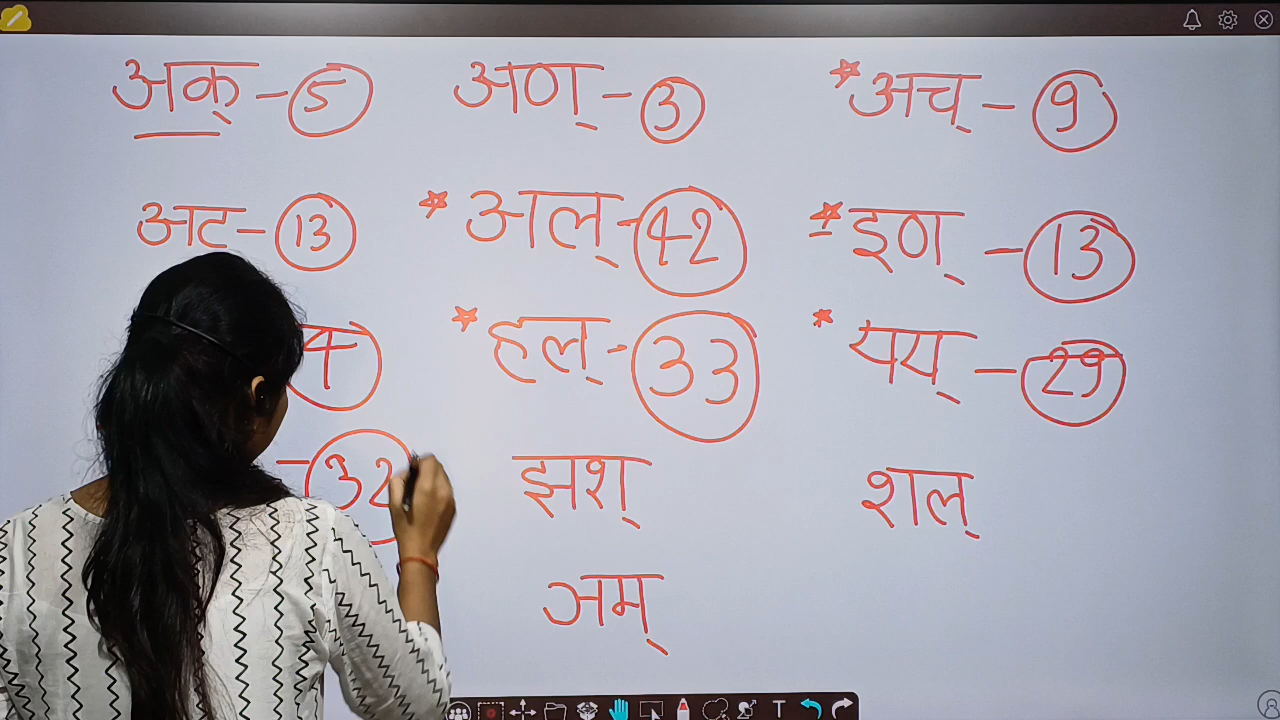 अक् - 5 अण् - 3 * अच् - 9
अट - 13 * अल् - 42 * इण् - 13
4 * हल् - 33 * यय् - 29
- 32 झश् शल्
ञम्
T